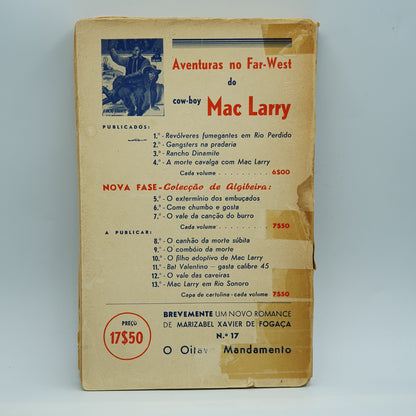 Aventuras no Far-West
do
cow-boy Mac Larry
PUBLICADOS:
1.º - Revólveres fumegantes em Rio Perdido
2.º - Gangsters na pradaria
3.º - Rancho Dinamite
4.º - A morte cavalga com Mac Larry
Cada volume . . . . . . . . . 6$00
NOVA FASE - Colecção de Algibeira:
5.º - O extermínio dos embuçados
6.º - Come chumbo e gosta
7.º - O vale da canção do burro
Cada volume . . . . . . . . . 7$50
A PUBLICAR:
8.º - O canhão da morte súbita
9.º - O combóio da morte
10.º - O filho adoptivo de Mac Larry
11.º - Bat Valentino - gasta calibre 45
12.º - O vale das caveiras
13.º - Mac Larry em Rio Sonoro
Capa de cartolina - cada volume 7$50
PREÇO
17$50
BREVEMENTE UM NOVO ROMANCE
DE MARIZABEL XAVIER DE FOGAÇA
N.º 17
O Oitavo Mandamento